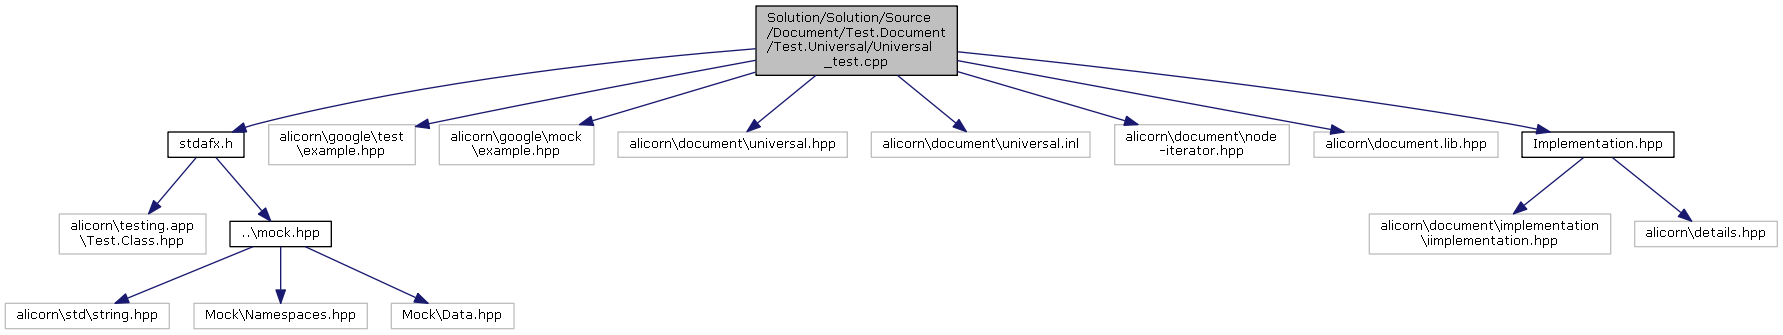 Solution/Solution/Source
/Document/Test.Document
/Test.Universal/Universal
_test.cpp
stdafx.h
alicorn\google\test
\example.hpp
alicorn\google\mock
\example.hpp
alicorn\document\universal.hpp
alicorn\document\universal.inl
alicorn\document\node
-iterator.hpp
alicorn\document.lib.hpp
Implementation.hpp
alicorn\testing.app
\Test.Class.hpp
..\mock.hpp
alicorn\document\implementation
\iimplementation.hpp
alicorn\details.hpp
alicorn\std\string.hpp
Mock\Namespaces.hpp
Mock\Data.hpp